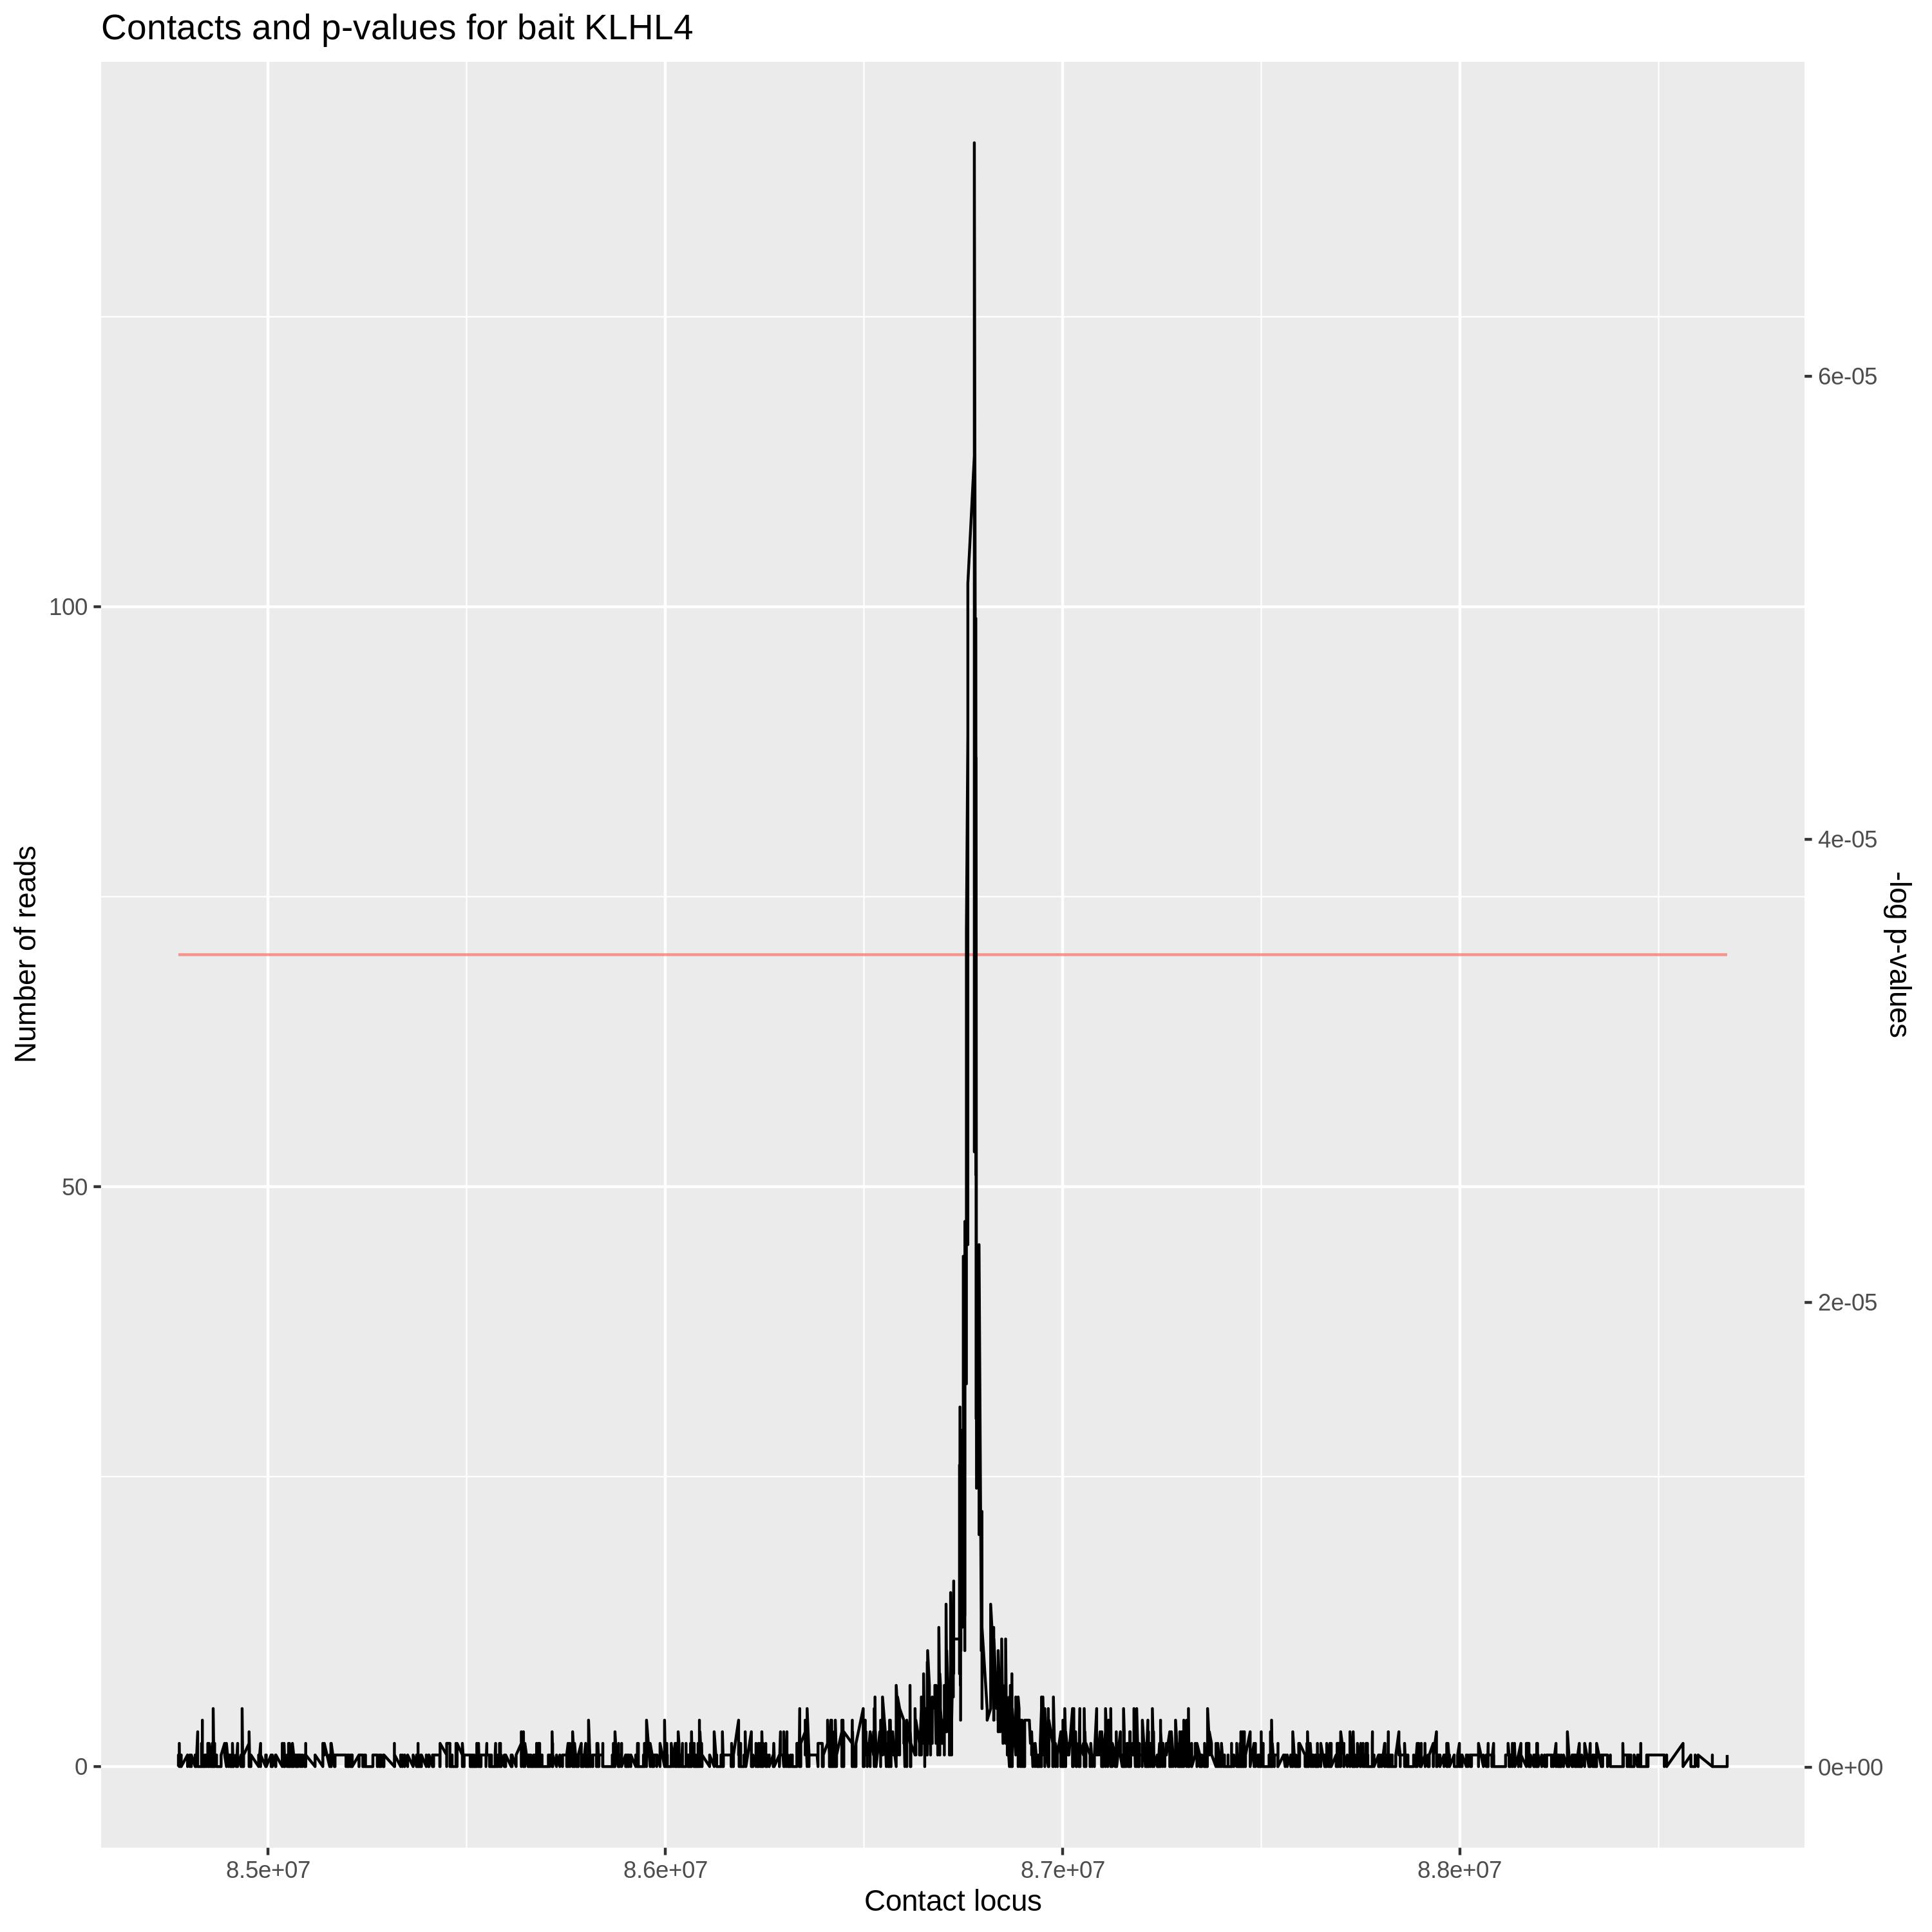 Contacts and p-values for bait KLHL4
Number of reads
100
50
0
6e-05
4e-05
2e-05
0e+00
-log p-values
8.5e+07
8.6e+07
8.7e+07
8.8e+07
Contact locus